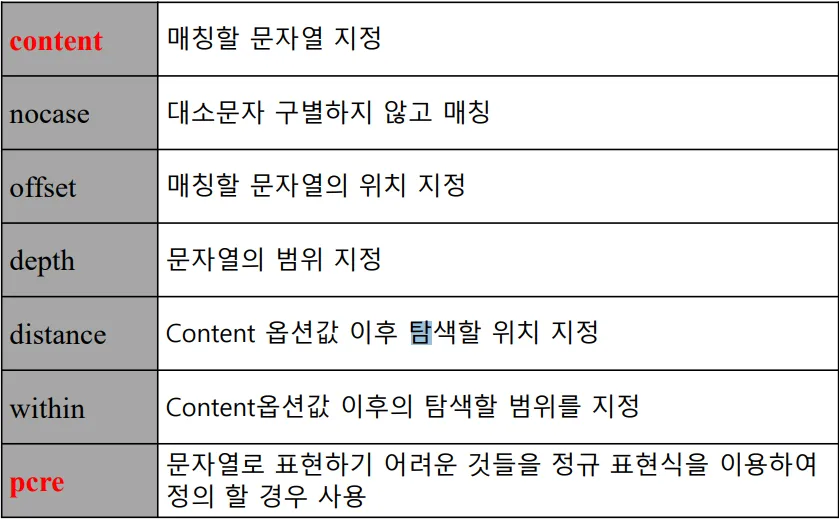 content 매칭할 문자열 지정
nocase 대소문자 구별하지 않고 매칭
offset 매칭할 문자열의 위치 지정
depth 문자열의 범위 지정
distance Content 옵션값 이후 탐색할 위치 지정
within Content옵션값 이후의 탐색할 범위를 지정
pcre 문자열로 표현하기 어려운 것들을 정규 표현식을 이용하여
정의 할 경우 사용